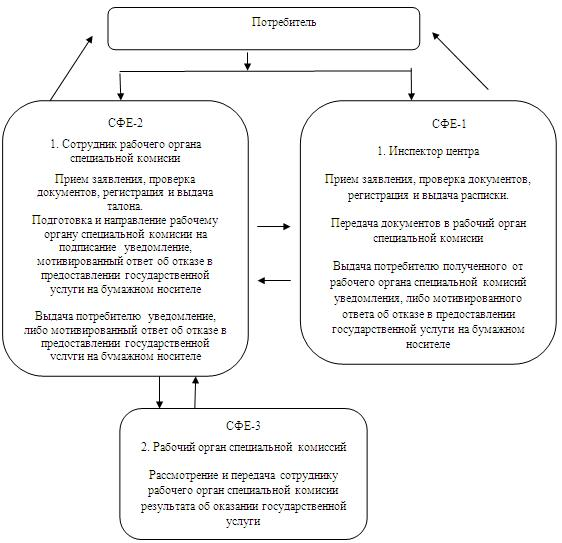 Потребитель
СФЕ-2
1. Сотрудник рабочего органа
специальной комисии
Прием заявления, проверка
документов, регистрация и выдача
талона.
Подготовка и направление рабочему
органу специальной комиссии на
подписание уведомление,
мотивированный ответ об отказе в
предоставлении государственной
услуги на бумажном носителе
Выдача потребителю уведомление,
либо мотивированный ответ об отказе в
предоставлении государственной
услуги на бумажном носителе
СФЕ-1
1. Инспектор центра
Прием заявления, проверка документов,
регистрация и выдача расписки.
Передача документов в рабочий орган
специальной комиссии
Выдача потребителю полученного от
рабочего органа специальной комиссий
уведомления, либо мотивированного
ответа об отказе в предоставлении
государственной услуги на бумажном
носителе
СФЕ-3
2. Рабочий орган специальной комиссий
Рассмотрение и передача сотруднику
рабочего орган специальной комиссии
результата об оказании государственной
услуги